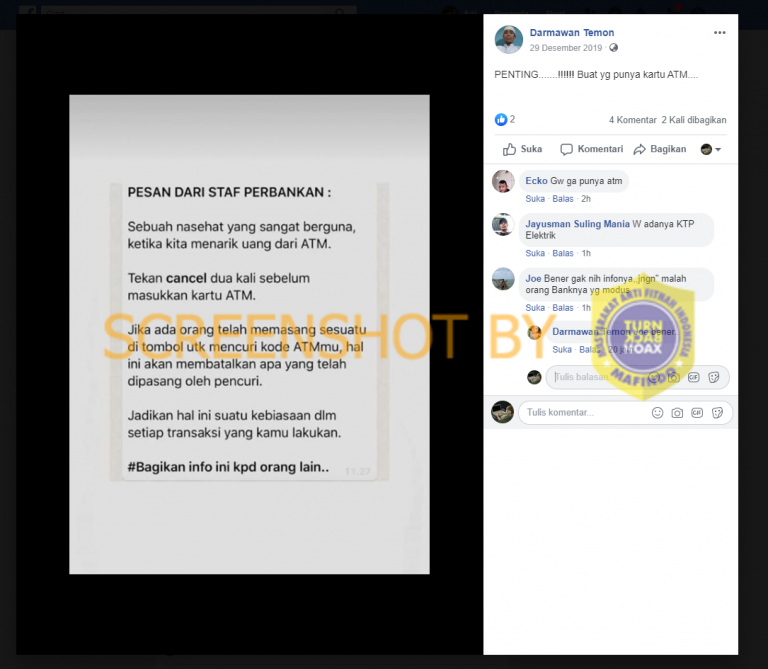 Darmawan Temon
29 Desember 2019
PENTING.......!!!!!! Buat yg punya kartu ATM....
PESAN DARI STAF PERBANKAN :
Sebuah nasehat yang sangat berguna,
ketika kita menarik uang dari ATM.
Tekan cancel dua kali sebelum
masukkan kartu ATM.
Jika ada orang telah memasang sesuatu
di tombol utk mencuri kode ATMmu, hal
ini akan membatalkan apa yang telah
dipasang oleh pencuri.
Jadikan hal ini suatu kebiasaan dlm
setiap transaksi yang kamu lakukan.
#Bagikan info ini kpd orang lain..
11.27
2
4 Komentar 2 Kali dibagikan
Suka Komentari Bagikan
Ecko Gw ga punya atm
Suka · Balas · 2h
Jayusman Suling Mania W adanya KTP
Elektrik
Suka · Balas · 1h
Joe Bener gak nih infonya..jngn" malah
orang Banknya yg modus
Suka · Balas · 1h
Darmawan Temon bener
Suka · Balas
Tulis balasan
Tulis komentar...
SCREENSHOT BY
MASYARAKAT ANTI FITNAH INDONESIA
TURN
BACK
HOAX
MAFINDO